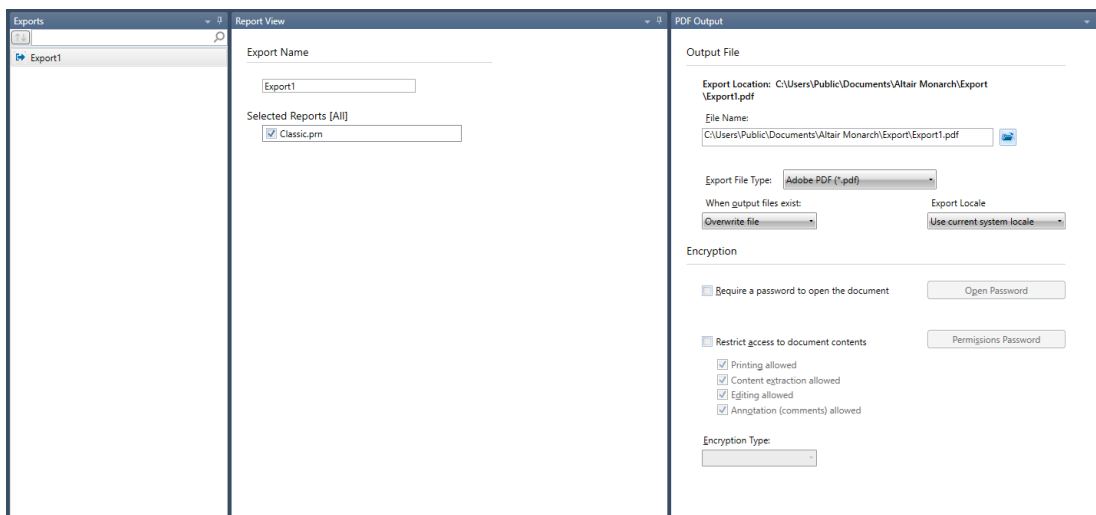 Exports
Export1
Report View
Export Name
Export1
Selected Reports [All]
Classic.prn
PDF Output
Output File
Export Location: C:\Users\Public\Documents\Altair Monarch\Export
\Export1.pdf
File Name:
C:\Users\Public\Documents\Altair Monarch\Export\Export1.pdf
Export File Type: Adobe PDF (*.pdf)
When output files exist: Export Locale
Overwrite file Use current system locale
Encryption
Require a password to open the document Open Password
Restrict access to document contents Permissions Password
Printing allowed
Content extraction allowed
Editing allowed
Annotation (comments) allowed
Encryption Type: